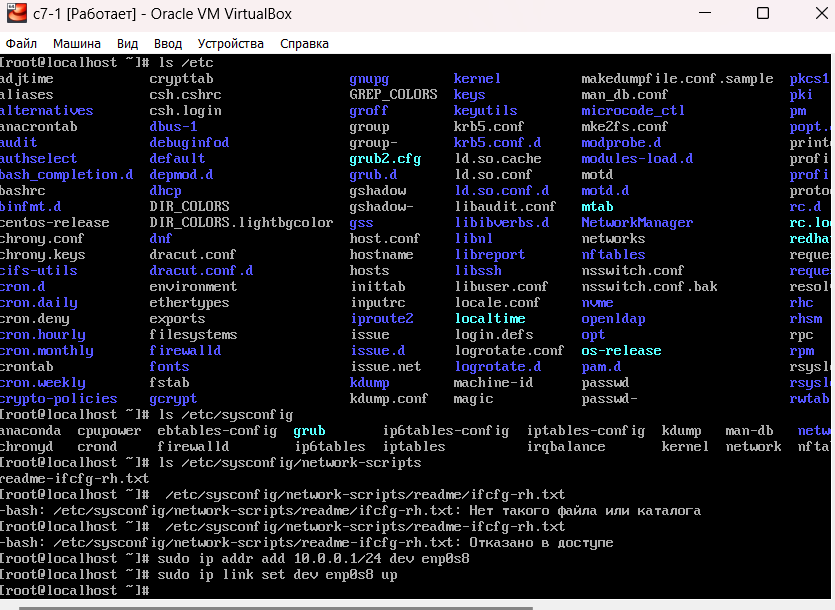 c7-1 [Работает] - Oracle VM VirtualBox
Файл Машина Вид Ввод Устройства Справка
[root@localhost ~]# ls /etc
adjtime crypttab gnupg kernel makedumpfile.conf.sample pkcs1
aliases csh.cshrc GREP_COLORS keys man_db.conf pki
alternatives csh.login groff keyutils microcode_ctl pm
anacrontab dbus-1 group krb5.conf mke2fs.conf popt.
audit debuginfod group- krb5.conf.d modprobe.d print
authselect default grub2.cfg ld.so.cache modules-load.d profi
bash_completion.d depmod.d grub.d ld.so.conf motd profi
bashrc dhcp gshadow ld.so.conf.d motd.d proto
binfmt.d DIR_COLORS gshadow- libaudit.conf mtab rc.d
centos-release DIR_COLORS.lightbgcolor gss libibverbs.d NetworkManager rc.lo
chrony.conf dnf host.conf libnl networks redha
chrony.keys dracut.conf hostname libreport nftables reque
cifs-utils dracut.conf.d hosts libssh nsswitch.conf reque
cron.d environment inittab libuser.conf nsswitch.conf.bak resol
cron.daily ethertypes inputrc locale.conf nvme rhc
cron.deny exports iproute2 localtime openldap rhsm
cron.hourly filesystems issue login.defs opt rpc
cron.monthly firewalld issue.d logrotate.conf os-release rpm
crontab fonts issue.net logrotate.d pam.d rsysl
cron.weekly fstab kdump machine-id passwd rsysl
crypto-policies gcrypt kdump.conf magic passwd- rwtab
[root@localhost ~]# ls /etc/sysconfig
anaconda cpupower ebtables-config grub ip6tables-config iptables-config kdump man-db netw
chronyd crond firewalld ip6tables iptables irqbalance kernel network nfta
[root@localhost ~]# ls /etc/sysconfig/network-scripts
readme-ifcfg-rh.txt
[root@localhost ~]# /etc/sysconfig/network-scripts/readme/ifcfg-rh.txt
-bash: /etc/sysconfig/network-scripts/readme/ifcfg-rh.txt: Нет такого файла или каталога
[root@localhost ~]# /etc/sysconfig/network-scripts/readme-ifcfg-rh.txt
-bash: /etc/sysconfig/network-scripts/readme-ifcfg-rh.txt: Отказано в доступе
[root@localhost ~]# sudo ip addr add 10.0.0.1/24 dev enp0s8
[root@localhost ~]# sudo ip link set dev enp0s8 up
[root@localhost ~]#